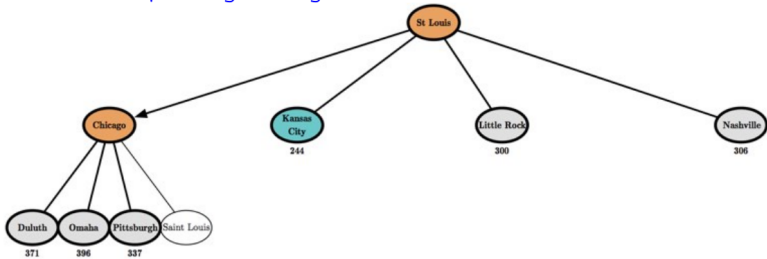 St Louis
Chicago
Kansas
City
244
Little Rock
300
Nashville
306
Duluth
371
Omaha
396
Pittsburgh
337
Saint Louis